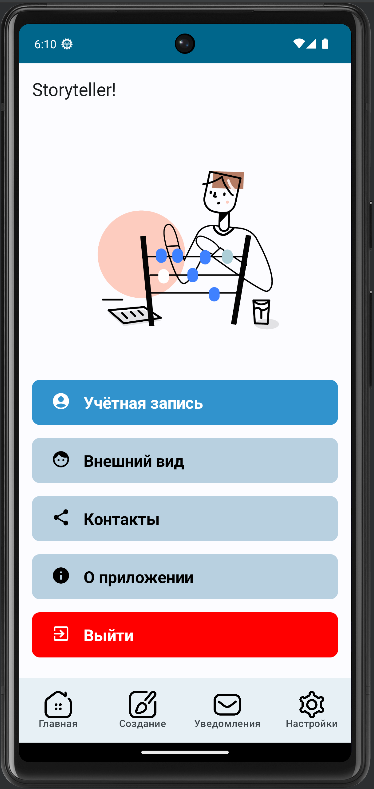 6:10
Storyteller!
Учётная запись
Внешний вид
Контакты
О приложении
Выйти
Главная Создание Уведомления Настройки